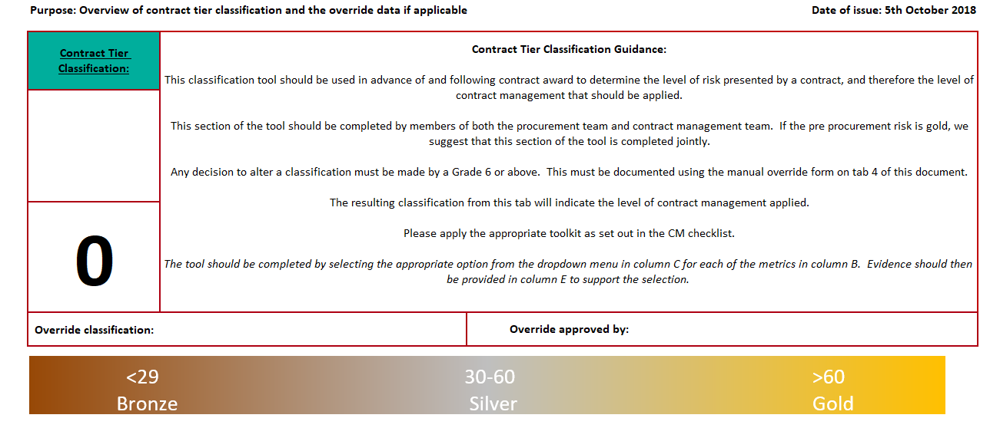 Purpose: Overview of contract tier classification and the override data if applicable
Date of issue: 5th October 2018
Contract Tier
Classification:
0
Contract Tier Classification Guidance:
This classification tool should be used in advance of and following contract award to determine the level of risk presented by a contract, and therefore the level of
contract management that should be applied.
This section of the tool should be completed by members of both the procurement team and contract management team.  If the pre procurement risk is gold, we
suggest that this section of the tool is completed jointly.
Any decision to alter a classification must be made by a Grade 6 or above.  This must be documented using the manual override form on tab 4 of this document.
The resulting classification from this tab will indicate the level of contract management applied.
Please apply the appropriate toolkit as set out in the CM checklist.
The tool should be completed by selecting the appropriate option from the dropdown menu in column C for each of the metrics in column B.  Evidence should then
be provided in column E to support the selection.
Override classification:
Override approved by:
<29
Bronze
30-60
Silver
>60
Gold